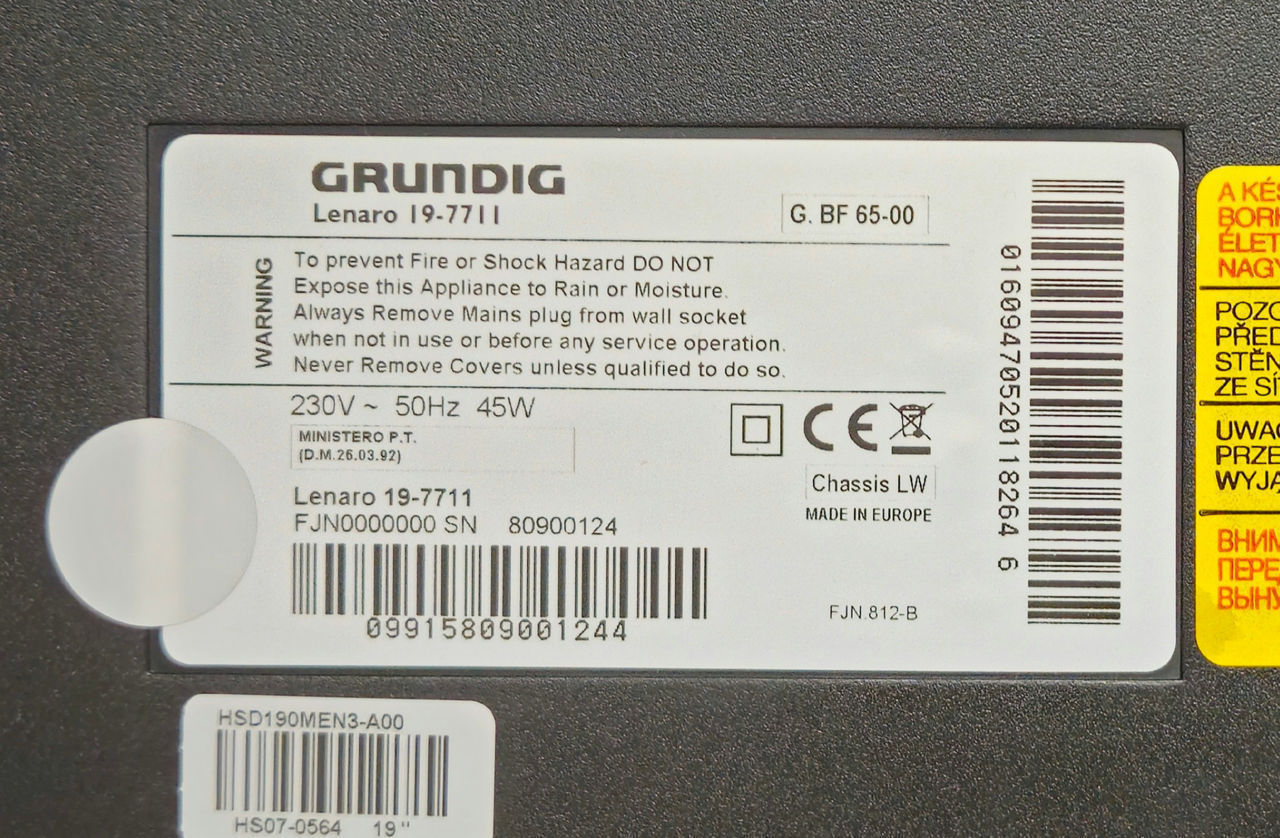 GRUNDIG
Lenaro 19-7711
G. BF 65-00
WARNING
To prevent Fire or Shock Hazard DO NOT
Expose this Appliance to Rain or Moisture.
Always Remove Mains plug from wall socket
when not in use or before any service operation.
Never Remove Covers unless qualified to do so.
230V ~ 50Hz 45W
MINISTERO P.T.
(D.M.26.03.92)
CE
Chassis LW
MADE IN EUROPE
Lenaro 19-7711
FJN0000000 SN 80900124
09915809001244
FJN.812-B
01609470520118264 6
HSD190MEN3-A00
HS07-0564 19"
A KÉS
BOR
ÉLET
NAGY
POZO
PŘED
STĚN
ZE SÍ
UWAG
PRZE
WYJĄ
ВНИМ
ПЕРЕ
ВЫНУ